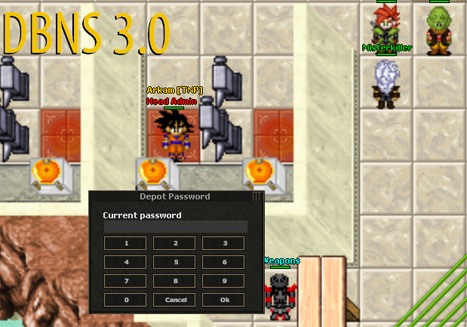 DBNS 3.0
Misterkiller
Arkam [TNP]
Head Admin
Depot Password
Current password
1 2 3
4 5 6
7 8 9
0 Cancel Ok
Weapons